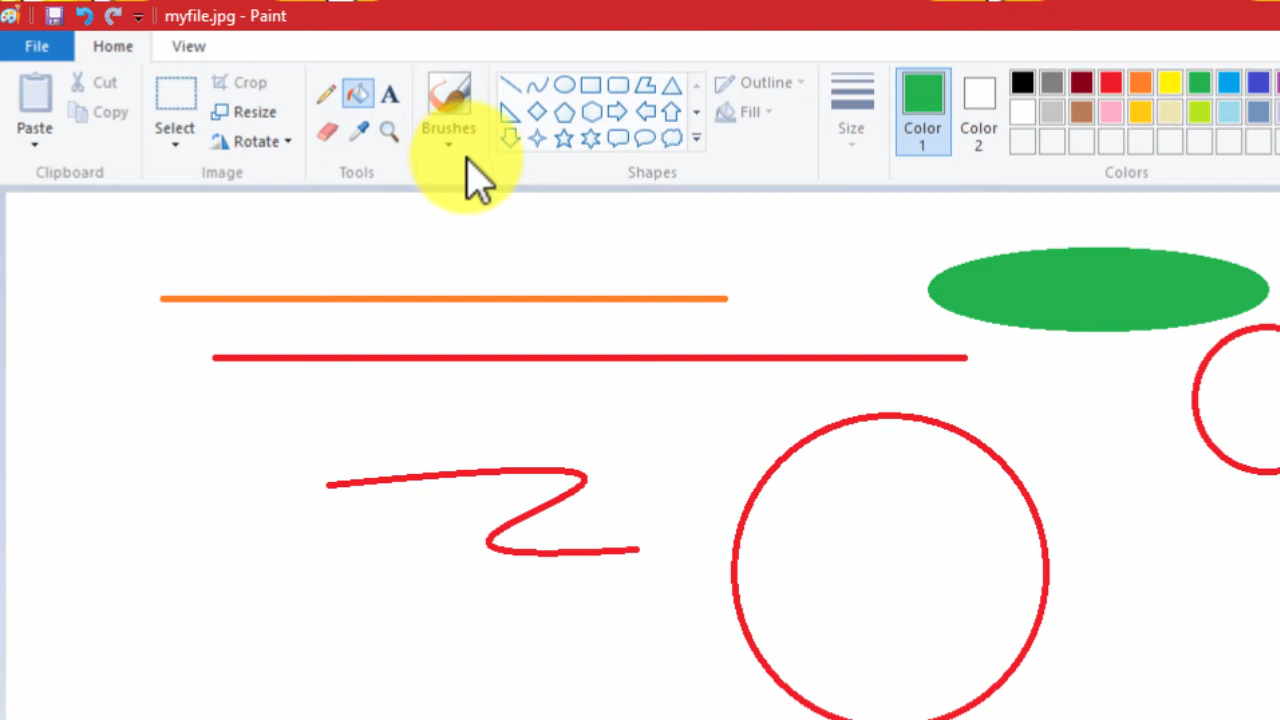 myfile.jpg - Paint
File Home View
Paste
Cut
Copy
Clipboard
Select
Crop
Resize
Rotate
Image
A
Tools
Brushes
Shapes
Outline
Fill
Size
Color
1
Color
2
Colors